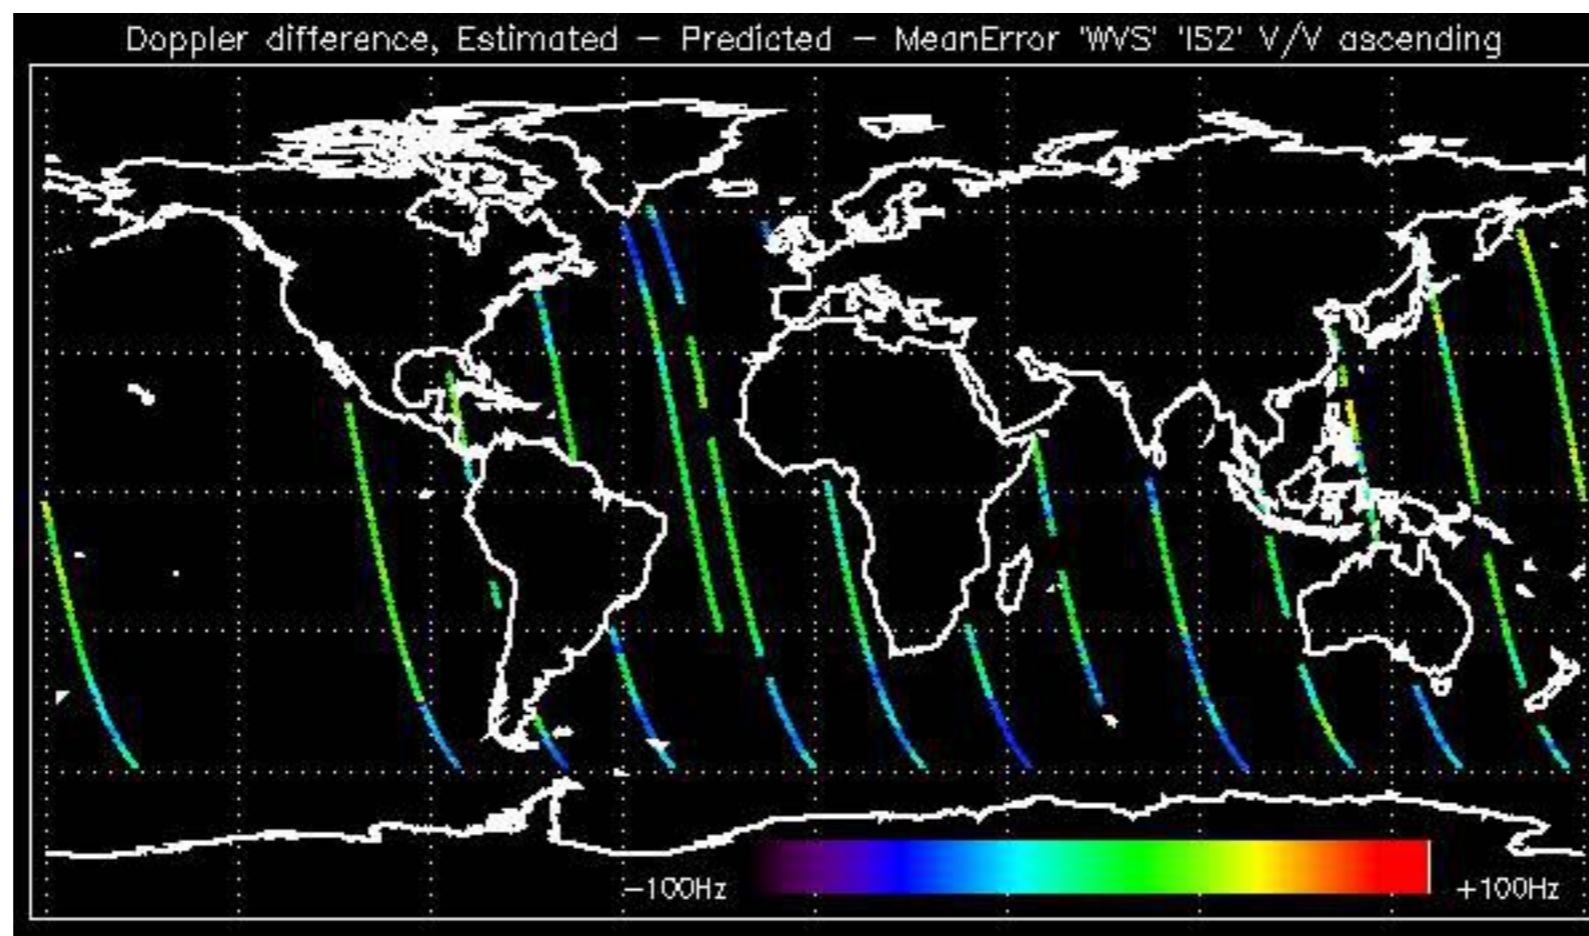 Doppler difference, Estimated – Predicted – MeanError 'WVS' 'IS2' V/V ascending
–100Hz
+100Hz